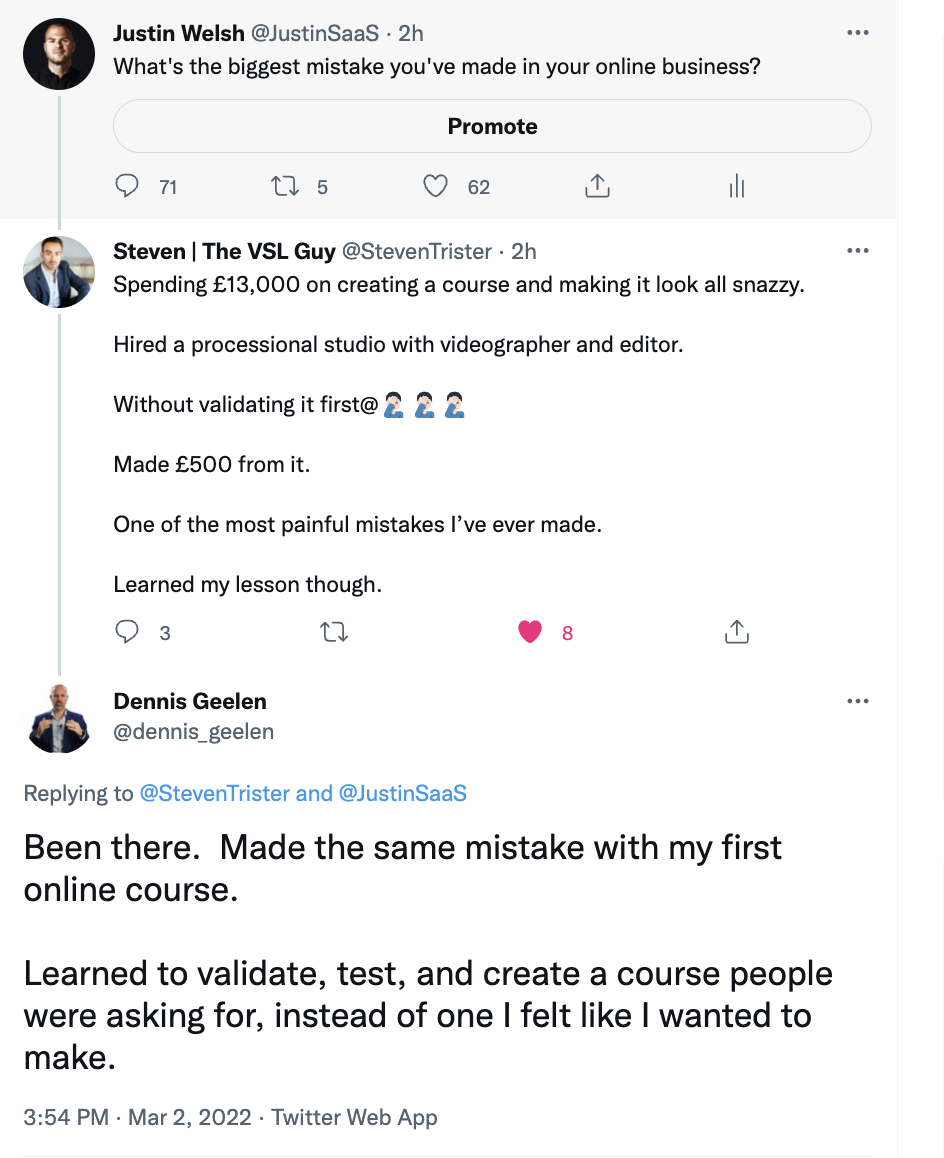 Justin Welsh @JustinSaaS · 2h
What's the biggest mistake you've made in your online business?
Promote
71 5 62
Steven | The VSL Guy @StevenTrister · 2h
Spending £13,000 on creating a course and making it look all snazzy.
Hired a processional studio with videographer and editor.
Without validating it first@🤦🏻‍♂️🤦🏻‍♂️🤦🏻‍♂️
Made £500 from it.
One of the most painful mistakes I’ve ever made.
Learned my lesson though.
3 8
Dennis Geelen
@dennis_geelen
Replying to @StevenTrister and @JustinSaaS
Been there.  Made the same mistake with my first
online course.
Learned to validate, test, and create a course people
were asking for, instead of one I felt like I wanted to
make.
3:54 PM · Mar 2, 2022 · Twitter Web App